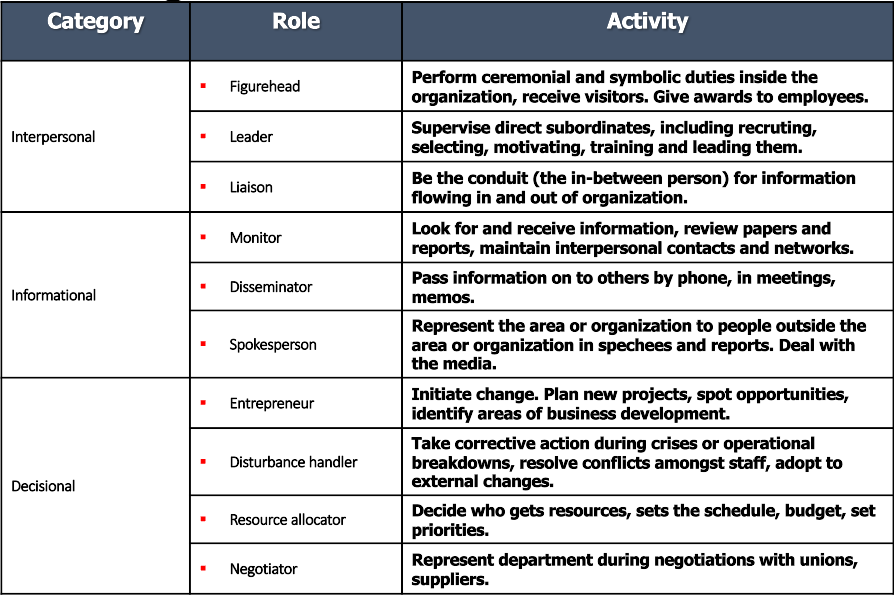 Category Role Activity
Interpersonal
Figurehead
Perform ceremonial and symbolic duties inside the
organization, receive visitors. Give awards to employees.
Leader
Supervise direct subordinates, including recruting,
selecting, motivating, training and leading them.
Liaison
Be the conduit (the in-between person) for information
flowing in and out of organization.
Informational
Monitor
Look for and receive information, review papers and
reports, maintain interpersonal contacts and networks.
Disseminator
Pass information on to others by phone, in meetings,
memos.
Spokesperson
Represent the area or organization to people outside the
area or organization in spechees and reports. Deal with
the media.
Decisional
Entrepreneur
Initiate change. Plan new projects, spot opportunities,
identify areas of business development.
Disturbance handler
Take corrective action during crises or operational
breakdowns, resolve conflicts amongst staff, adopt to
external changes.
Resource allocator
Decide who gets resources, sets the schedule, budget, set
priorities.
Negotiator
Represent department during negotiations with unions,
suppliers.